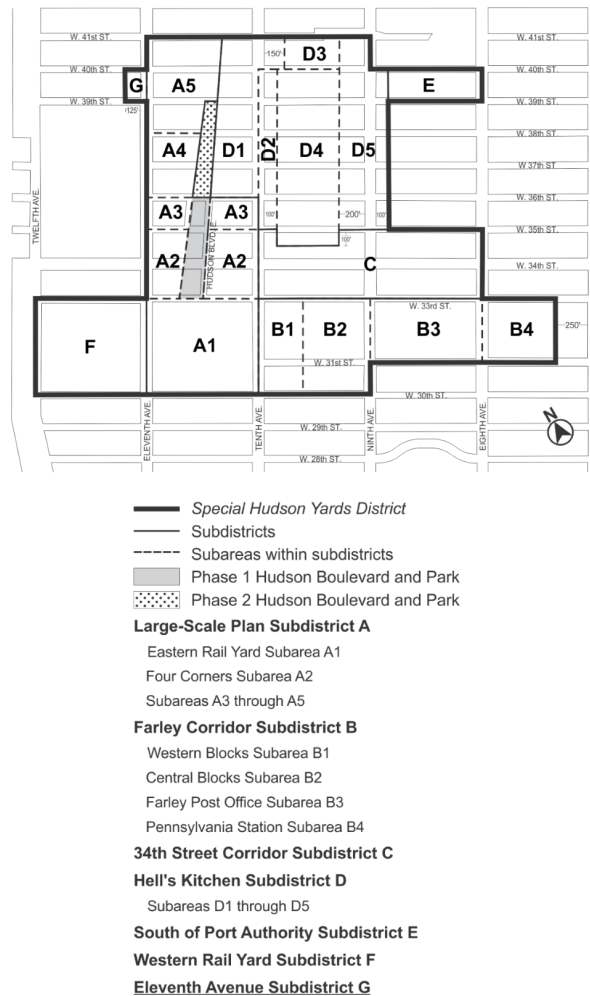 W. 41st ST.
W. 41st ST.
150'
D3
W. 40th ST.
W. 40th ST.
G
A5
E
W. 39th ST.
W. 39th ST.
125'
W. 38th ST.
A4
D1
D2
D4
D5
W 37th ST.
TWELFTH AVE.
W. 36th ST.
A3
A3
100'
200'
100'
W. 35th ST.
100'
HUDSON BLVD. E.
A2
A2
C
W. 34th ST.
W. 33rd ST.
F
A1
B1
B2
B3
B4
250'
W. 31st ST.
W. 30th ST.
ELEVENTH AVE.
TENTH AVE.
NINTH AVE.
EIGHTH AVE.
W. 29th ST.
W. 28th ST.
N
Special Hudson Yards District
Subdistricts
Subareas within subdistricts
Phase 1 Hudson Boulevard and Park
Phase 2 Hudson Boulevard and Park
Large-Scale Plan Subdistrict A
Eastern Rail Yard Subarea A1
Four Corners Subarea A2
Subareas A3 through A5
Farley Corridor Subdistrict B
Western Blocks Subarea B1
Central Blocks Subarea B2
Farley Post Office Subarea B3
Pennsylvania Station Subarea B4
34th Street Corridor Subdistrict C
Hell's Kitchen Subdistrict D
Subareas D1 through D5
South of Port Authority Subdistrict E
Western Rail Yard Subdistrict F
Eleventh Avenue Subdistrict G